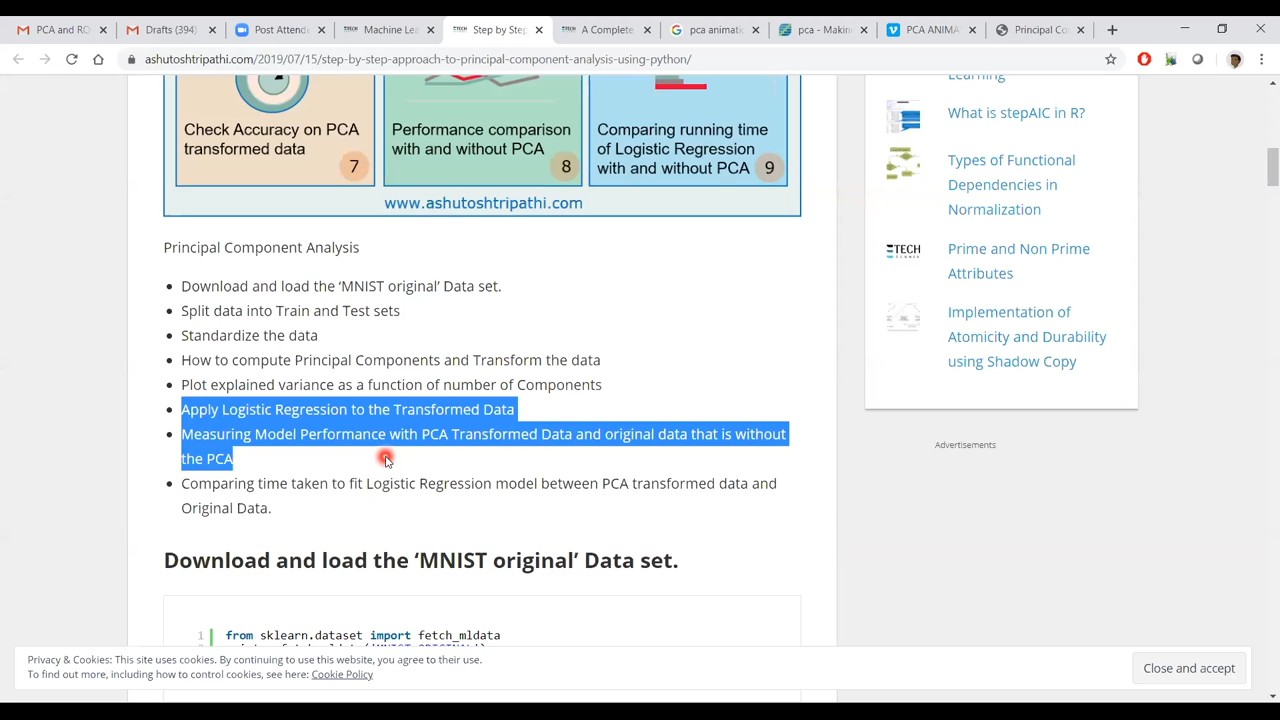 PCA and RO
Drafts (394)
Post Attende
Machine Lea
Step by Step
A Complete
pca animati
pca - Makin
PCA ANIMA
Principal Co
ashutoshtripathi.com/2019/07/15/step-by-step-approach-to-principal-component-analysis-using-python/
Check Accuracy on PCA
transformed data
7
Performance comparison
with and without PCA
8
Comparing running time
of Logistic Regression
with and without PCA
9
www.ashutoshtripathi.com
Principal Component Analysis
Download and load the ‘MNIST original’ Data set.
Split data into Train and Test sets
Standardize the data
How to compute Principal Components and Transform the data
Plot explained variance as a function of number of Components
Apply Logistic Regression to the Transformed Data
Measuring Model Performance with PCA Transformed Data and original data that is without
the PCA
Comparing time taken to fit Logistic Regression model between PCA transformed data and
Original Data.
Download and load the ‘MNIST original’ Data set.
1 from sklearn.dataset import fetch_mldata
Learning
What is stepAIC in R?
Types of Functional
Dependencies in
Normalization
TECH
Prime and Non Prime
Attributes
Implementation of
Atomicity and Durability
using Shadow Copy
Advertisements
Privacy & Cookies: This site uses cookies. By continuing to use this website, you agree to their use.
To find out more, including how to control cookies, see here: Cookie Policy
Close and accept